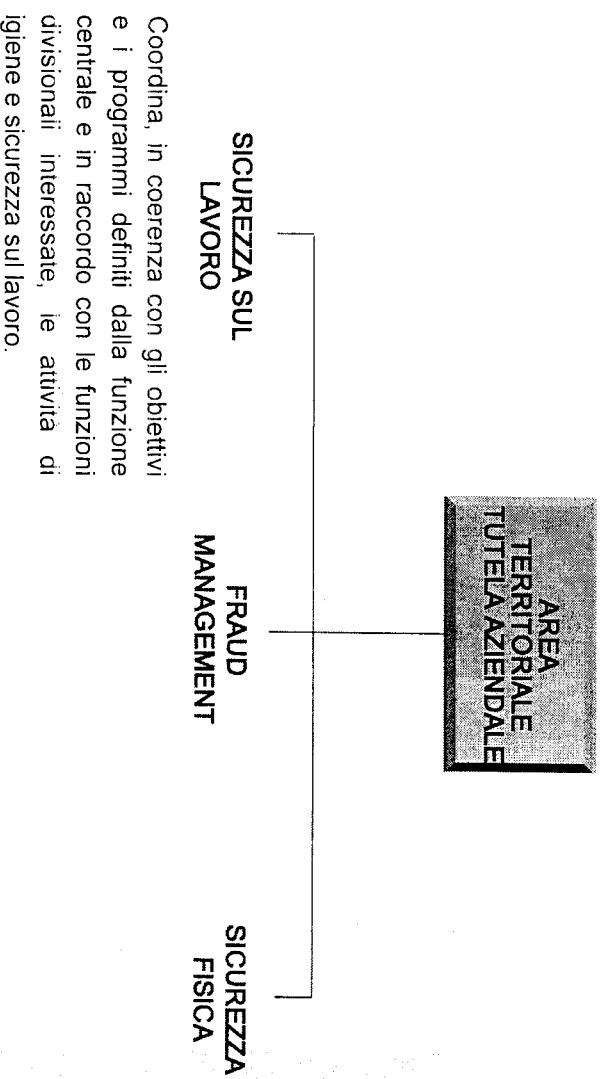 AREA
TERRITORIALE
TUTELA AZIENDALE
SICUREZZA SUL
LAVORO
FRAUD
MANAGEMENT
SICUREZZA
FISICA
Coordina, in coerenza con gli obiettivi
e i programmi definiti dalla funzione
centrale e in raccordo con le funzioni
divisionali interessate, le attività di
igiene e sicurezza sul lavoro.